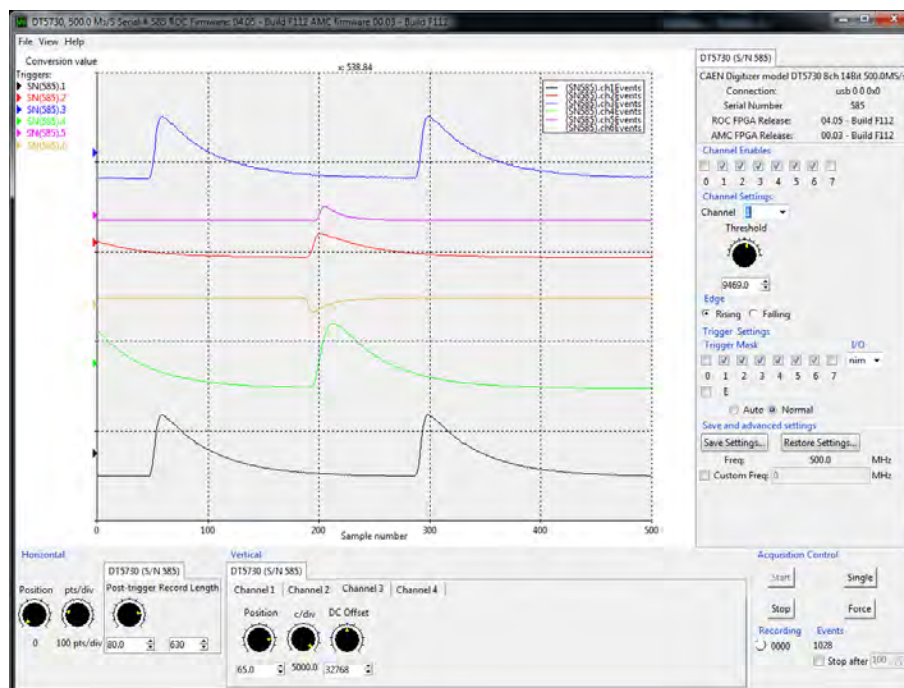 DT5730, 500.0 Ms/S Serial # 585 ROC Firmware: 04.05 - Build F112 AMC firmware 00.03 - Build F112
File View Help
Conversion value
x: 538.84
Triggers:
SN(585).1
SN(585).2
SN(585).3
SN(585).4
SN(585).5
SN(585).6
(SN585).ch1Events
(SN585).ch2Events
(SN585).ch3Events
(SN585).ch4Events
(SN585).ch5Events
(SN585).ch6Events
0 100 200 300 400 500
Sample number
DT5730 (S/N 585)
CAEN Digitizer model DT5730 8ch 14Bit 500.0MS/s
Connection: usb 0 0 0x0
Serial Number 585
ROC FPGA Release: 04.05 - Build F112
AMC FPGA Release: 00.03 - Build F112
Channel Enables
0 1 2 3 4 5 6 7
Channel Settings
Channel 1
Threshold
9469.0
Edge
Rising Falling
Trigger Settings
Trigger Mask I/O
nim
0 1 2 3 4 5 6 7
E
Auto Normal
Save and advanced settings
Save Settings... Restore Settings...
Freq: 500.0 MHz
Custom Freq: 0 MHz
Horizontal
DT5730 (S/N 585)
Position pts/div Post-trigger Record Length
0 100 pts/div 80.0 630
Vertical
DT5730 (S/N 585)
Channel 1 Channel 2 Channel 3 Channel 4
Position c/div DC Offset
65.0 5000.0 32768
Acquisition Control
Start Single
Stop Force
Recording Events
0000 1028
Stop after 100